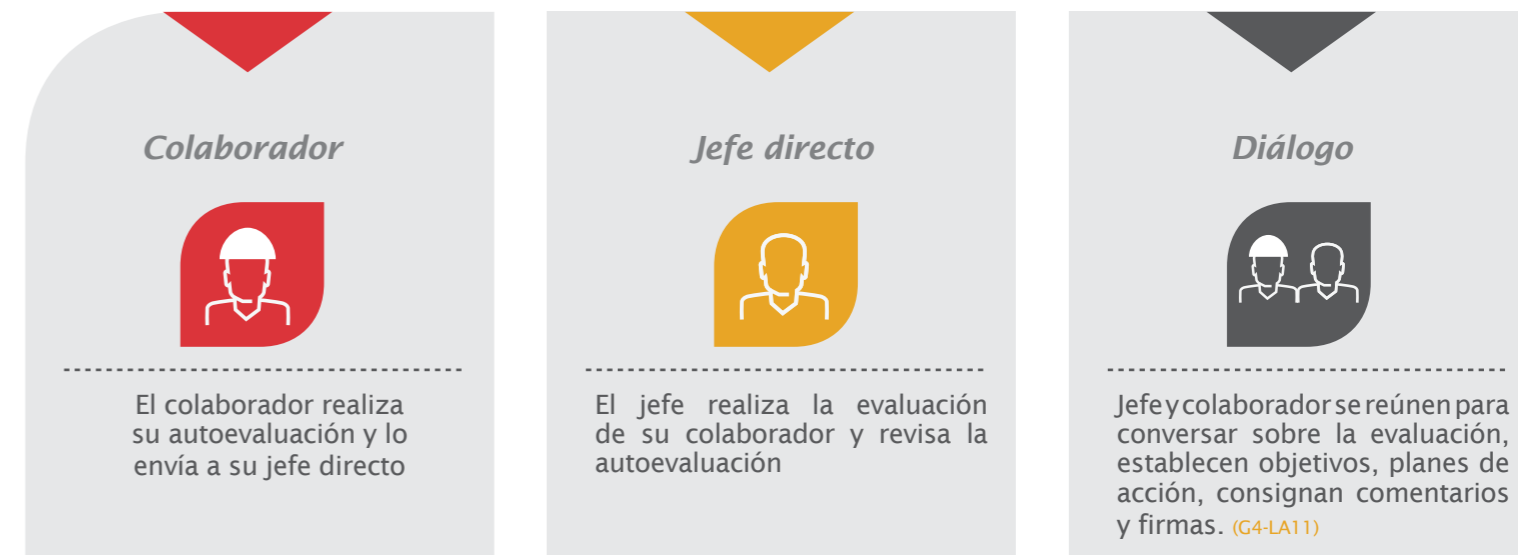 Colaborador
El colaborador realiza
su autoevaluación y lo
envía a su jefe directo
Jefe directo
El jefe realiza la evaluación
de su colaborador y revisa la
autoevaluación
Diálogo
Jefe y colaborador se reúnen para
conversar sobre la evaluación,
establecen objetivos, planes de
acción, consignan comentarios
y firmas. (G4-LA11)